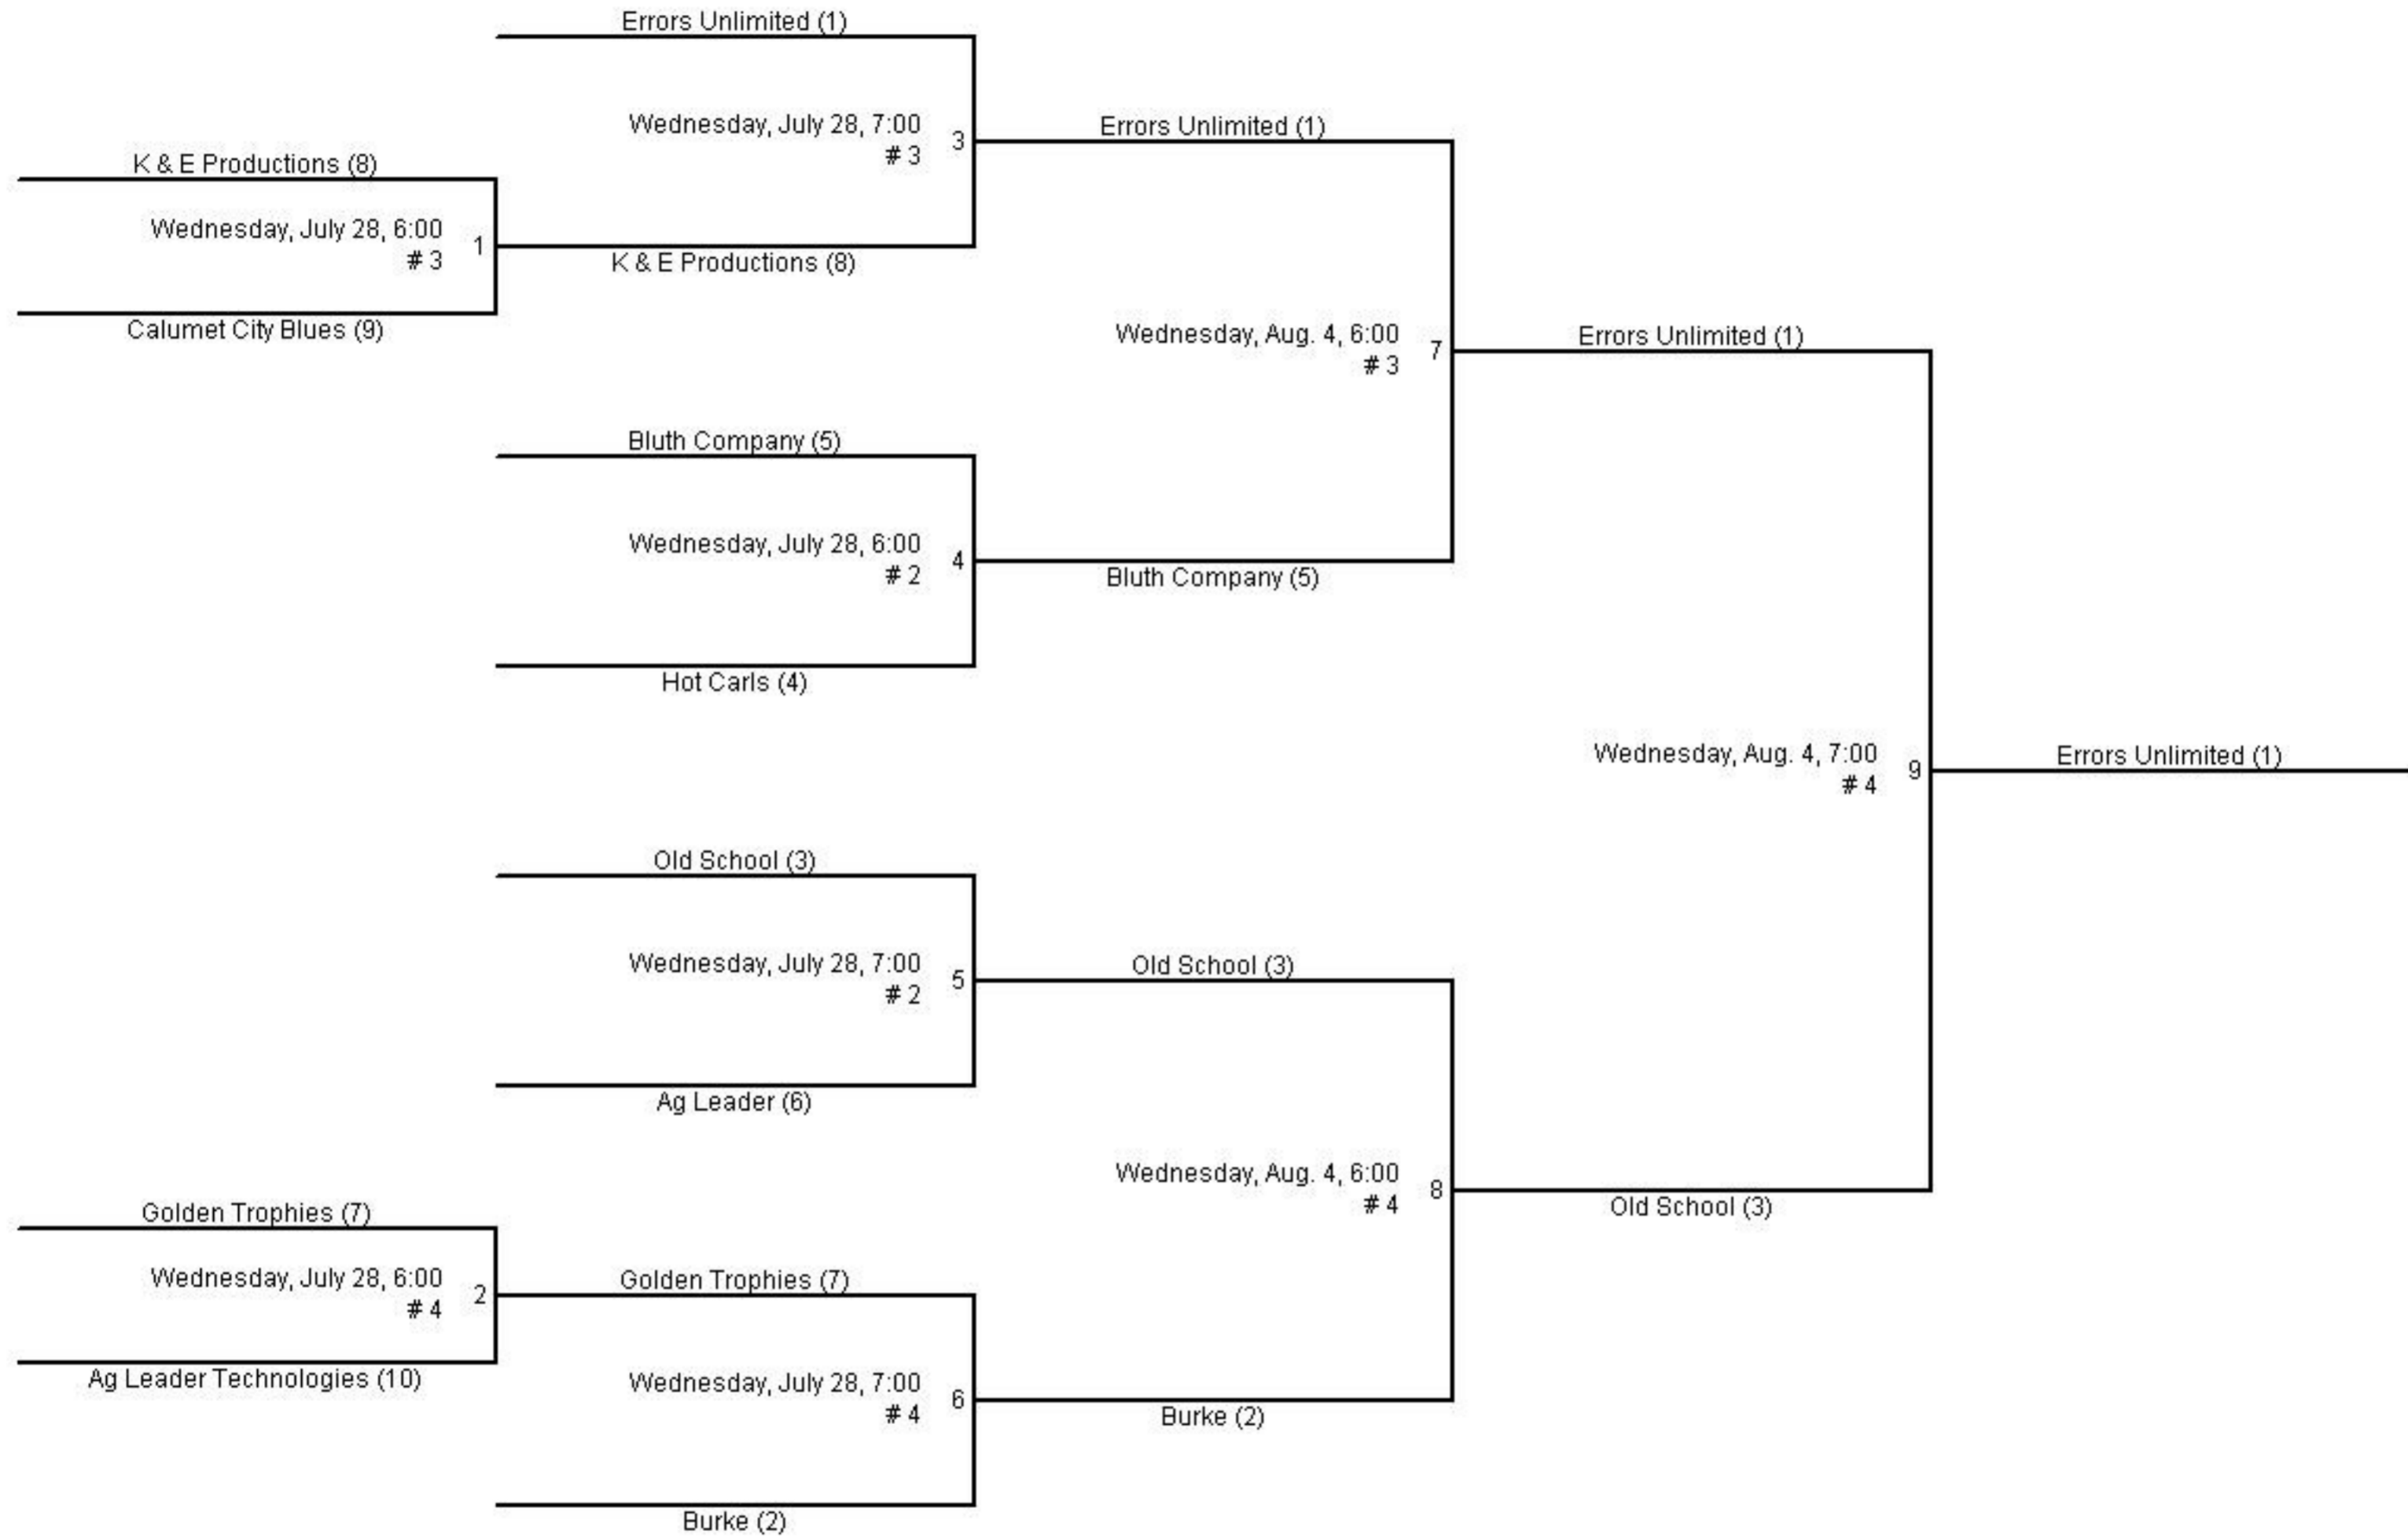 Errors Unlimited (1)
Wednesday, July 28, 7:00
# 3
3
Errors Unlimited (1)
K & E Productions (8)
Wednesday, July 28, 6:00
# 3
1
K & E Productions (8)
Calumet City Blues (9)
Wednesday, Aug. 4, 6:00
# 3
7
Errors Unlimited (1)
Bluth Company (5)
Wednesday, July 28, 6:00
# 2
4
Bluth Company (5)
Hot Carls (4)
Wednesday, Aug. 4, 7:00
# 4
9
Errors Unlimited (1)
Old School (3)
Wednesday, July 28, 7:00
# 2
5
Old School (3)
Ag Leader (6)
Wednesday, Aug. 4, 6:00
# 4
8
Old School (3)
Golden Trophies (7)
Wednesday, July 28, 6:00
# 4
2
Golden Trophies (7)
Ag Leader Technologies (10)
Wednesday, July 28, 7:00
# 4
6
Burke (2)
Burke (2)